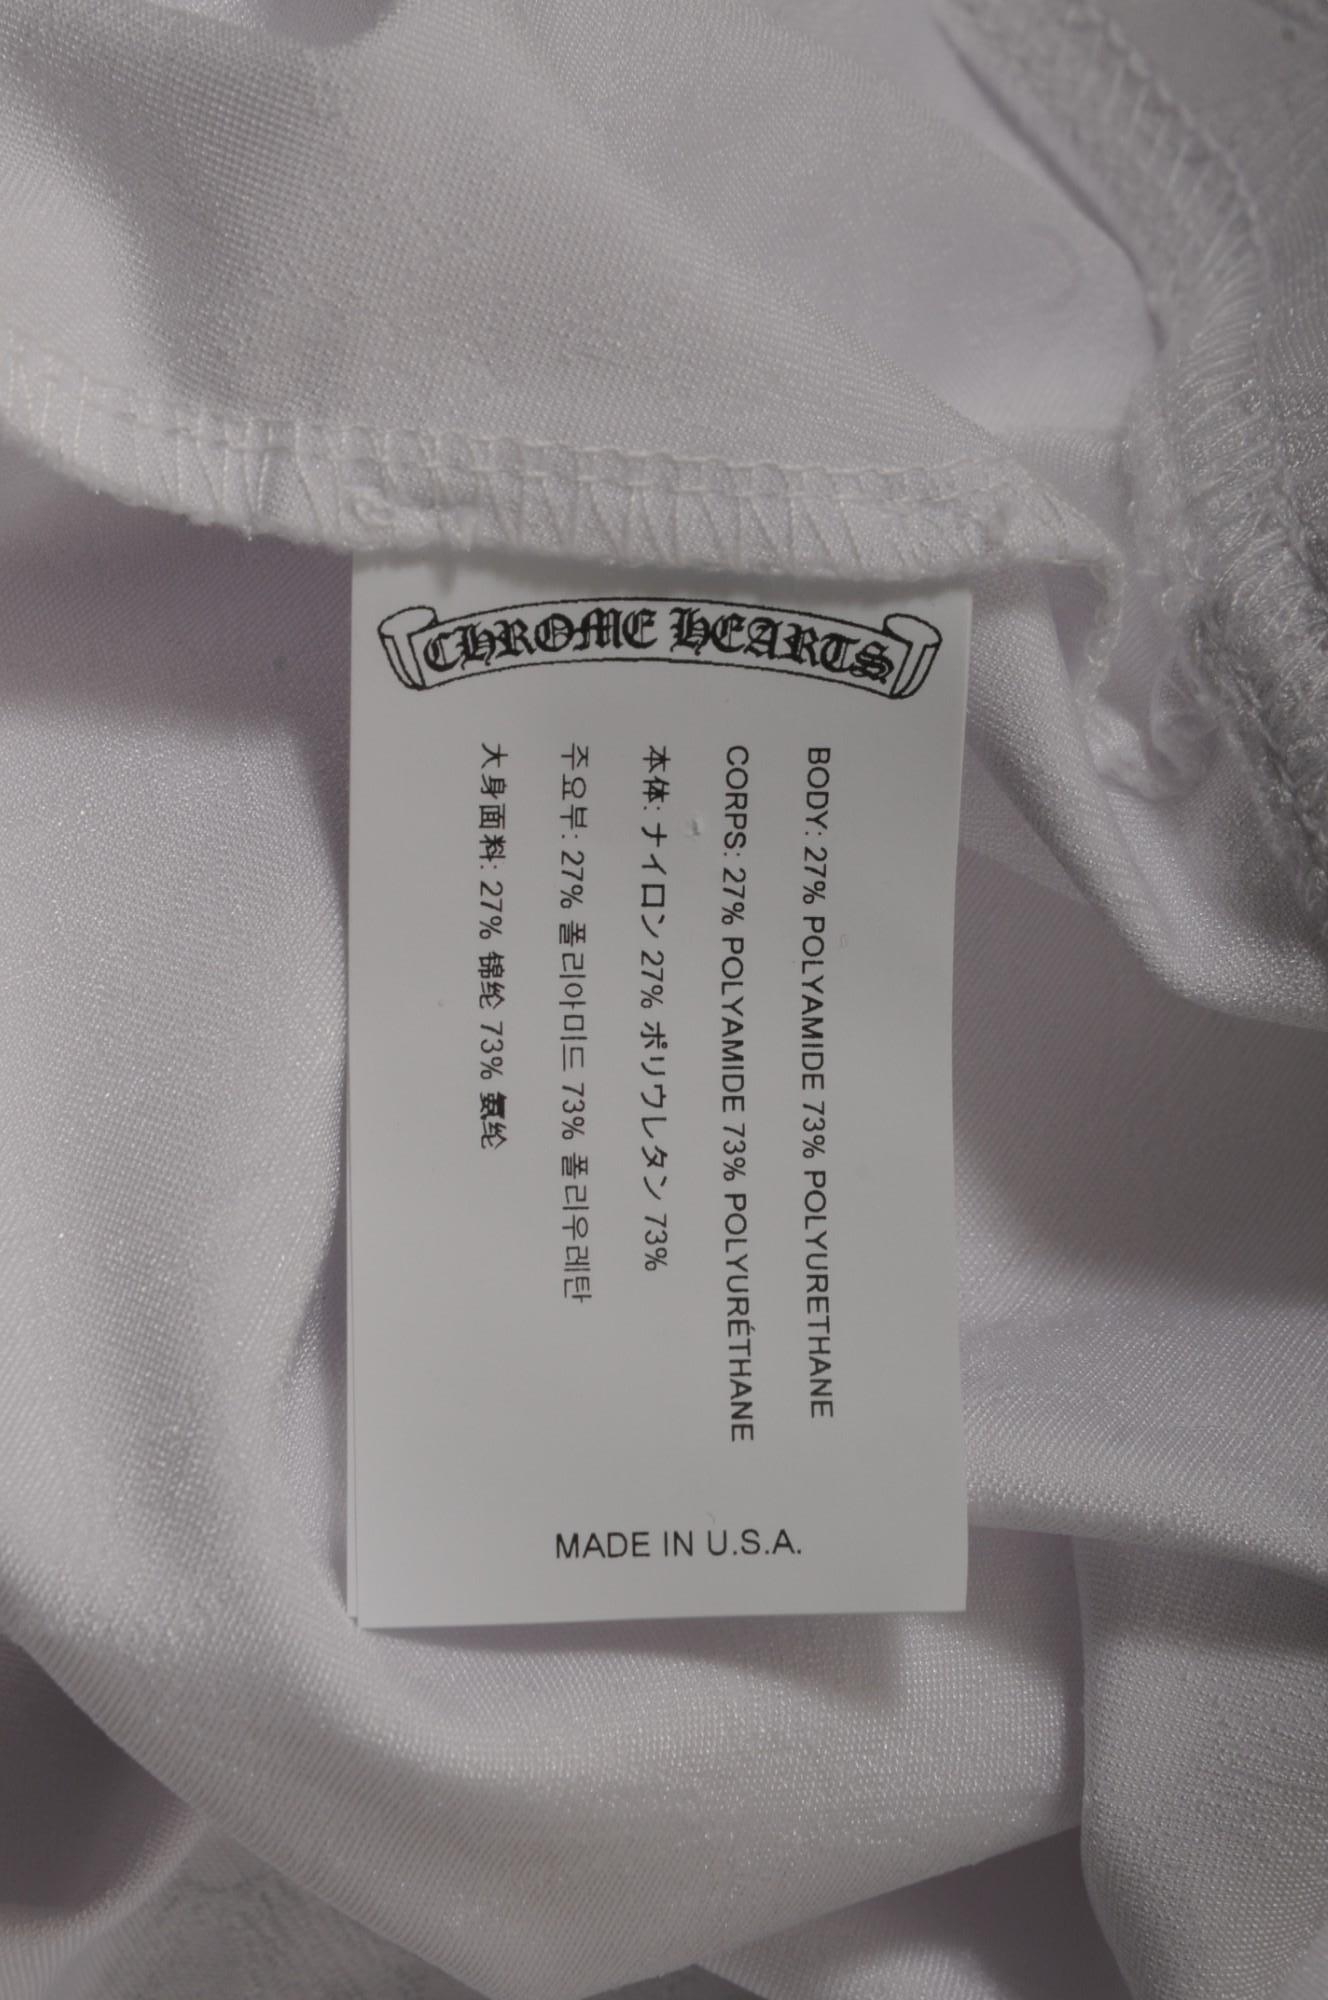 CHROME HEARTS
BODY: 27% POLYAMIDE 73% POLYURETHANE
CORPS: 27% POLYAMIDE 73% POLYURÉTHANE
本体: ナイロン 27% ポリウレタン 73%
주요부: 27% 폴리아미드 73% 폴리우레탄
大身面料: 27% 锦纶 73% 氨纶
MADE IN U.S.A.